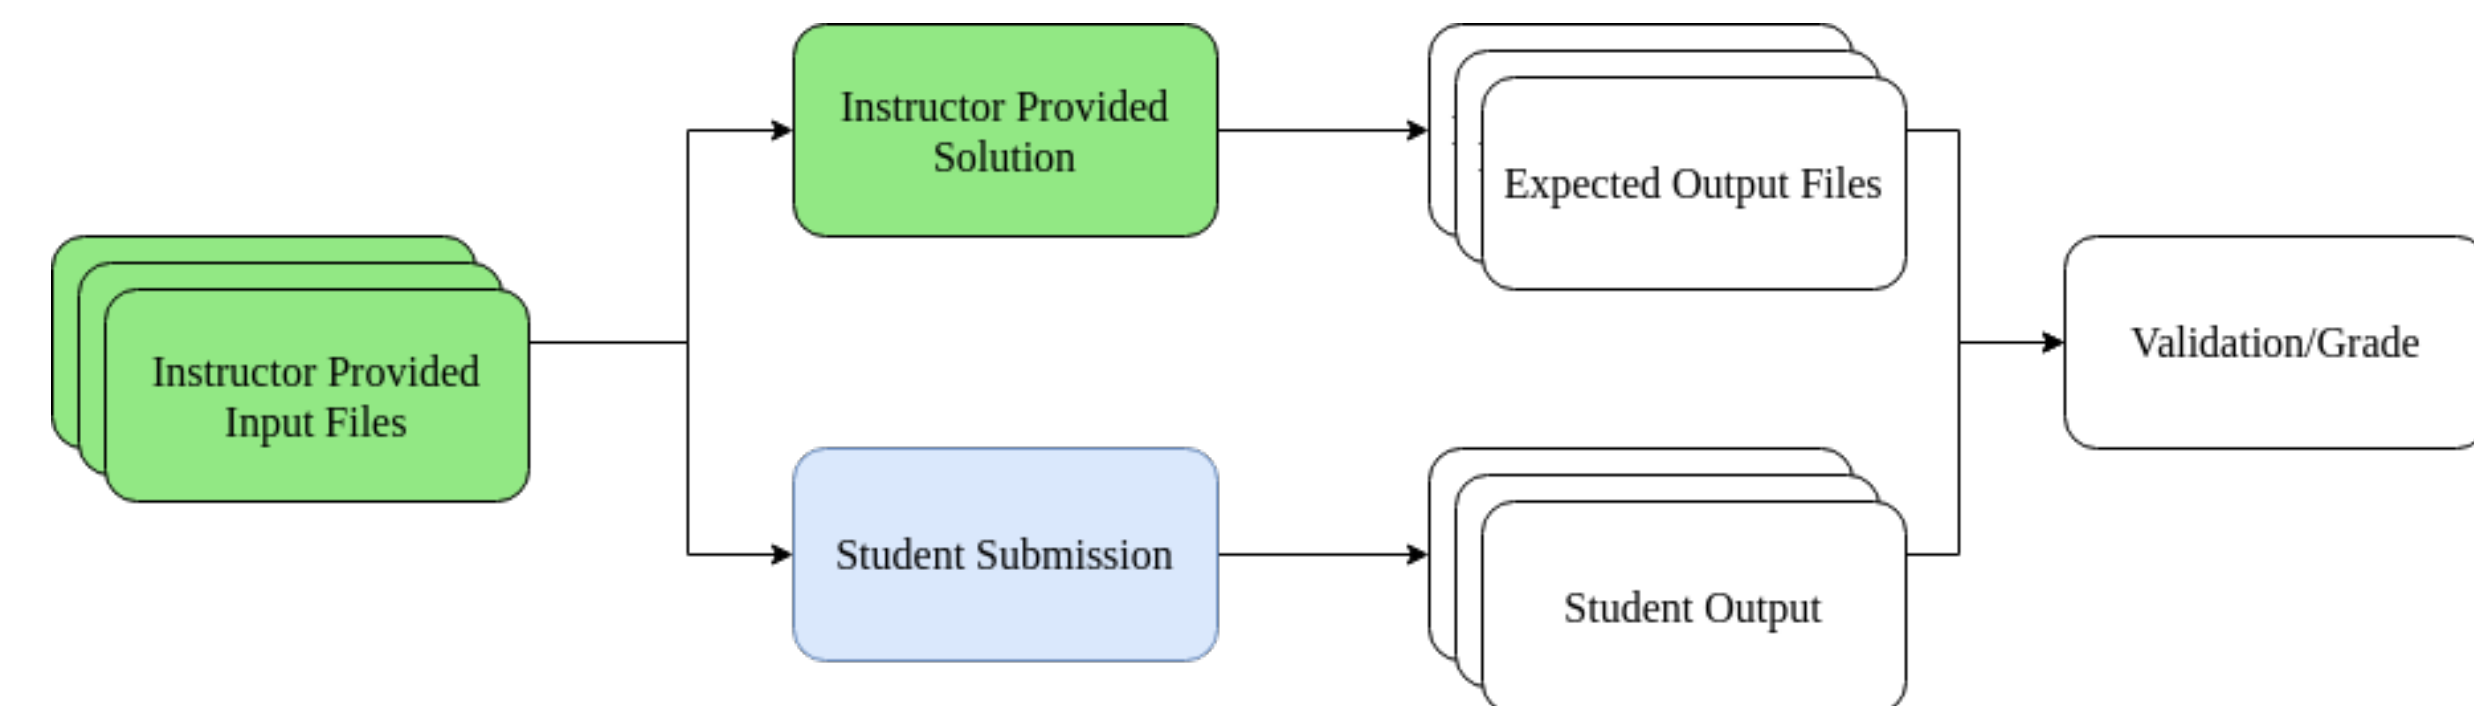 Instructor Provided
Input Files
Instructor Provided
Solution
Student Submission
Expected Output Files
Student Output
Validation/Grade